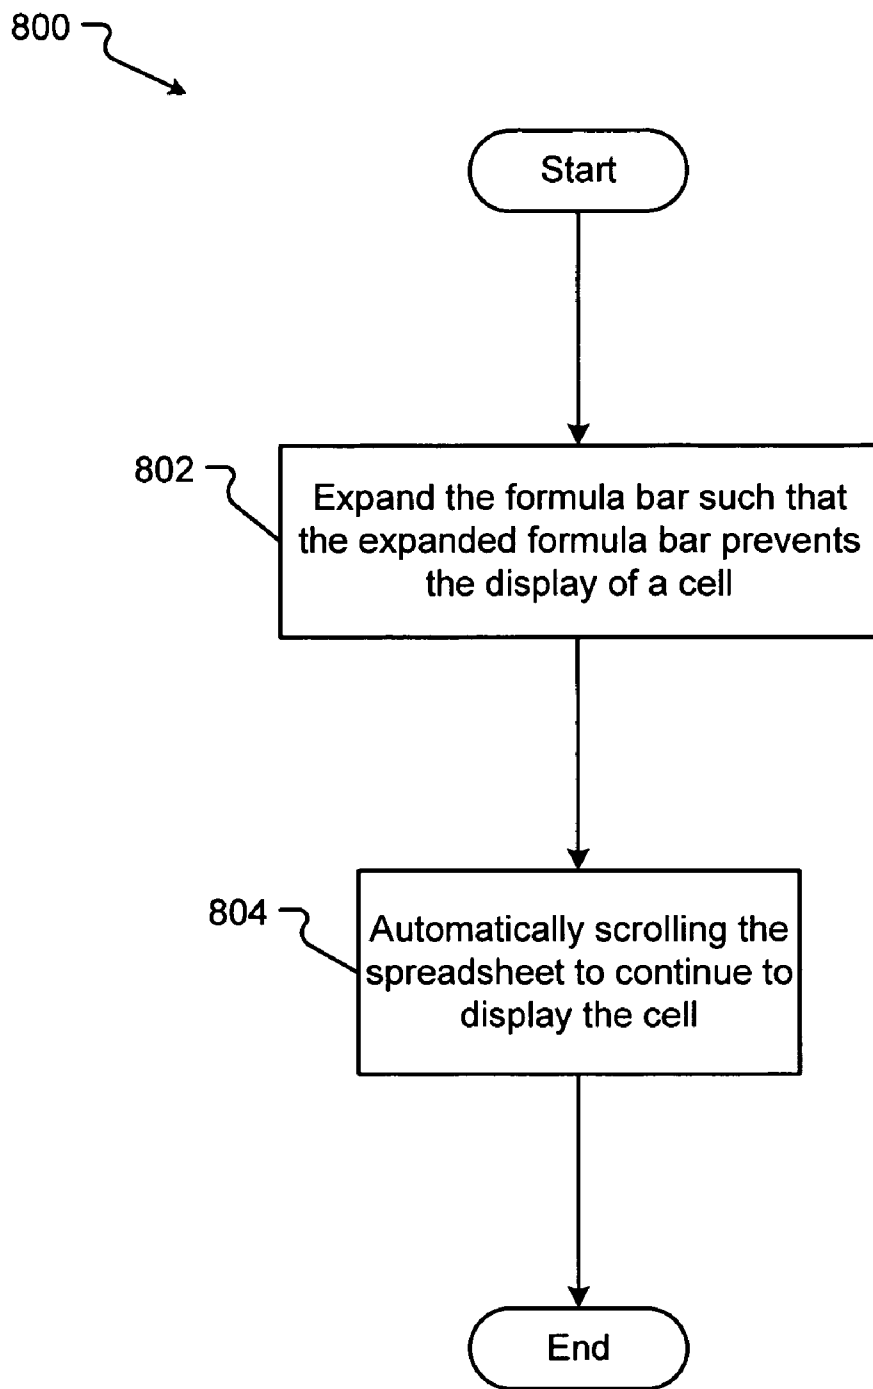 800
Start
802
Expand the formula bar such that
the expanded formula bar prevents
the display of a cell
804
Automatically scrolling the
spreadsheet to continue to
display the cell
End